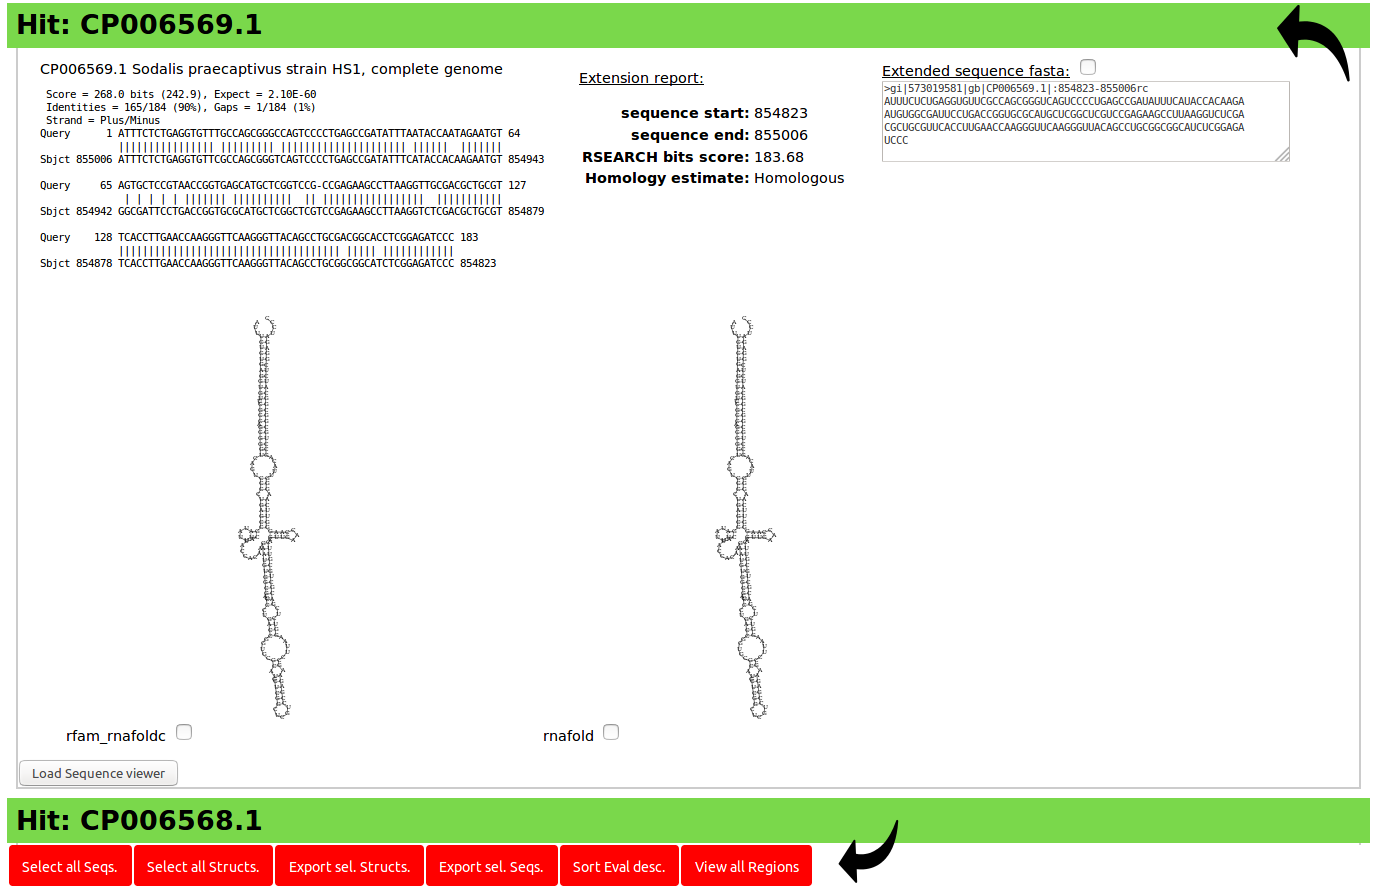 Hit: CP006569.1
CP006569.1 Sodalis praecaptivus strain HS1, complete genome
Score = 268.0 bits (242.9), Expect = 2.10E-60
Identities = 165/184 (90%), Gaps = 1/184 (1%)
Strand = Plus/Minus
Query 1 ATTTCTCTGAGGTGTTTGCCAGCGGGCCAGTCCCCTGAGCCGATATTTAATACCAATAGAATGT 64
|||||||||||||||| ||||||||| ||||||||||||||||||||| |||||| |||||||
Sbjct 855006 ATTTCTCTGAGGTGTTCGCCAGCGGGTCAGTCCCCTGAGCCGATATTTCATACCACAAGAATGT 854943
Query 65 AGTGCTCCGTAACCGGTGAGCATGCTCGGTCCG-CCGAGAAGCCTTAAGGTTGCGACGCTGCGT 127
| | | | | ||||||| |||||||||| || ||||||||||||||||| |||||||||||
Sbjct 854942 GGCGATTCCTGACCGGTGCGCATGCTCGGCTCGTCCGAGAAGCCTTAAGGTCTCGACGCTGCGT 854879
Query 128 TCACCTTGAACCAAGGGTTCAAGGGTTACAGCCTGCGACGGCACCTCGGAGATCCC 183
||||||||||||||||||||||||||||||||||||| ||||| ||||||||||||
Sbjct 854878 TCACCTTGAACCAAGGGTTCAAGGGTTACAGCCTGCGGCGGCATCTCGGAGATCCC 854823
Extension report:
sequence start: 854823
sequence end: 855006
RSEARCH bits score: 183.68
Homology estimate: Homologous
Extended sequence fasta:
>gi|573019581|gb|CP006569.1|:854823-855006rc
AUUUCUCUGAGGUGUUCGCCAGCGGGUCAGUCCCCUGAGCCGAUAUUUCAUACCACAAGA
AUGUGGCGAUUCCUGACCGGUGCGCAUGCUCGGCUCGUCCGAGAAGCCUUAAGGUCUCGA
CGCUGCGUUCACCUUGAACCAAGGGUUCAAGGGUUACAGCCUGCGGCGGCAUCUCGGAGA
UCCC
rfam_rnafoldc
rnafold
Load Sequence viewer
Hit: CP006568.1
Select all Seqs.
Select all Structs.
Export sel. Structs.
Export sel. Seqs.
Sort Eval desc.
View all Regions